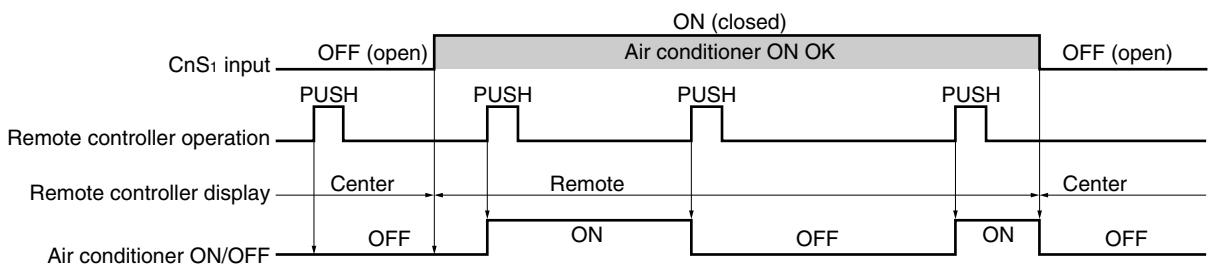 ON (closed)
CnS1 input OFF (open) Air conditioner ON OK OFF (open)
PUSH PUSH PUSH PUSH
Remote controller operation
Remote controller display Center Remote Center
Air conditioner ON/OFF OFF ON OFF ON OFF